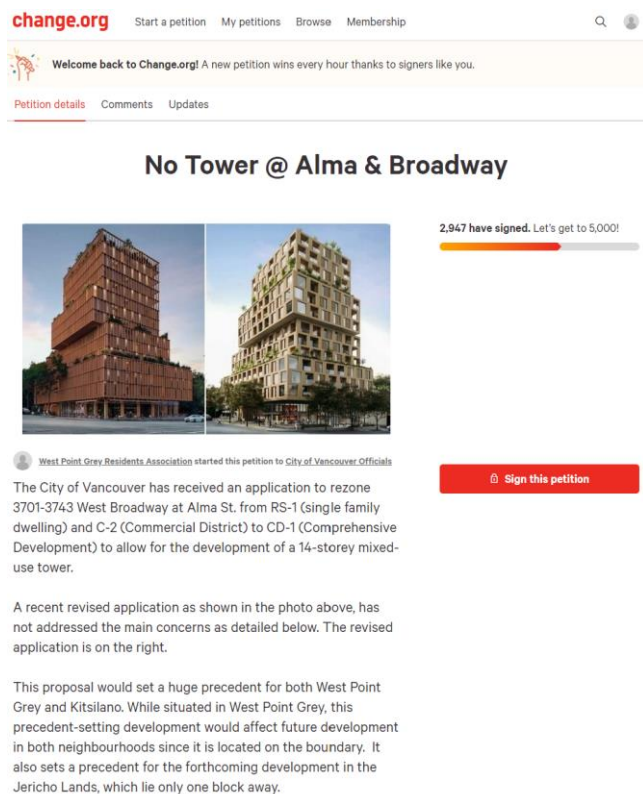 change.org Start a petition My petitions Browse Membership
Welcome back to Change.org! A new petition wins every hour thanks to signers like you.
Petition details Comments Updates
No Tower @ Alma & Broadway
2,947 have signed. Let's get to 5,000!
West Point Grey Residents Association started this petition to City of Vancouver Officials
Sign this petition
The City of Vancouver has received an application to rezone
3701-3743 West Broadway at Alma St. from RS-1 (single family
dwelling) and C-2 (Commercial District) to CD-1 (Comprehensive
Development) to allow for the development of a 14-storey mixed-
use tower.
A recent revised application as shown in the photo above, has
not addressed the main concerns as detailed below. The revised
application is on the right.
This proposal would set a huge precedent for both West Point
Grey and Kitsilano. While situated in West Point Grey, this
precedent-setting development would affect future development
in both neighbourhoods since it is located on the boundary. It
also sets a precedent for the forthcoming development in the
Jericho Lands, which lie only one block away.